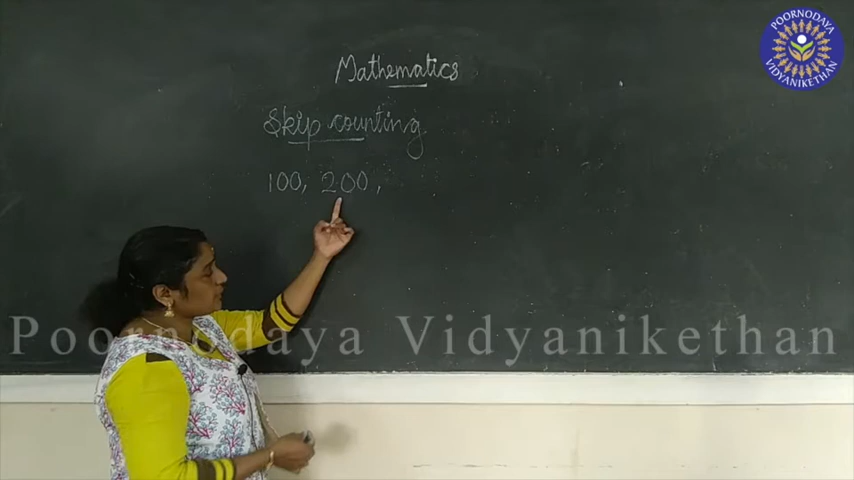 POORNODAYA
VIDYANIKETHAN
Mathematics
Skip counting
100, 200,
Poornodaya Vidyanikethan